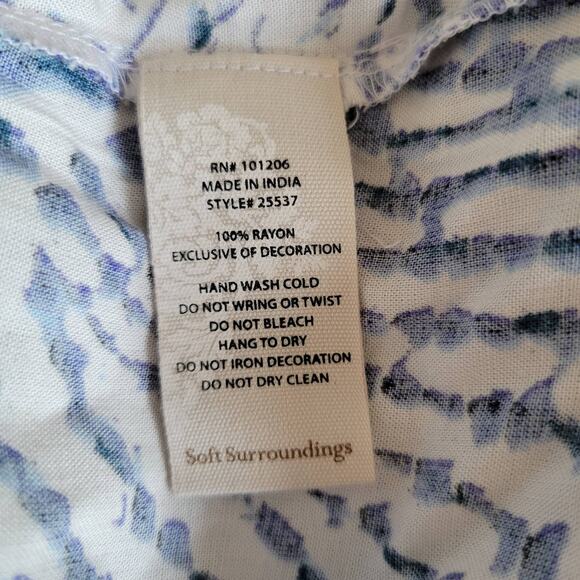 RN# 101206
MADE IN INDIA
STYLE# 25537
100% RAYON
EXCLUSIVE OF DECORATION
HAND WASH COLD
DO NOT WRING OR TWIST
DO NOT BLEACH
HANG TO DRY
DO NOT IRON DECORATION
DO NOT DRY CLEAN
Soft Surroundings